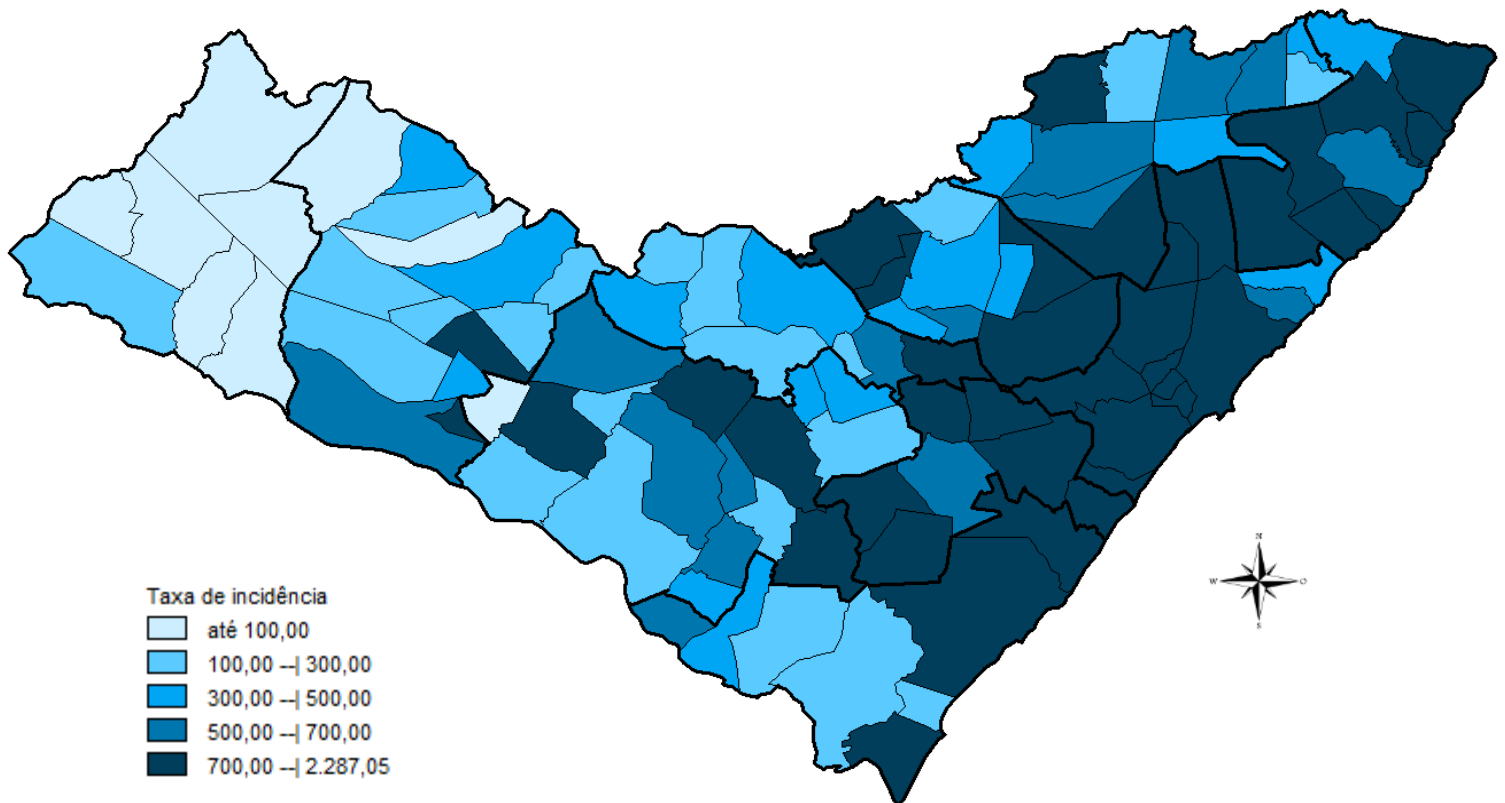 Taxa de incidência
até 100,00
100,00 --| 300,00
300,00 --| 500,00
500,00 --| 700,00
700,00 --| 2.287,05
N
W
O
S